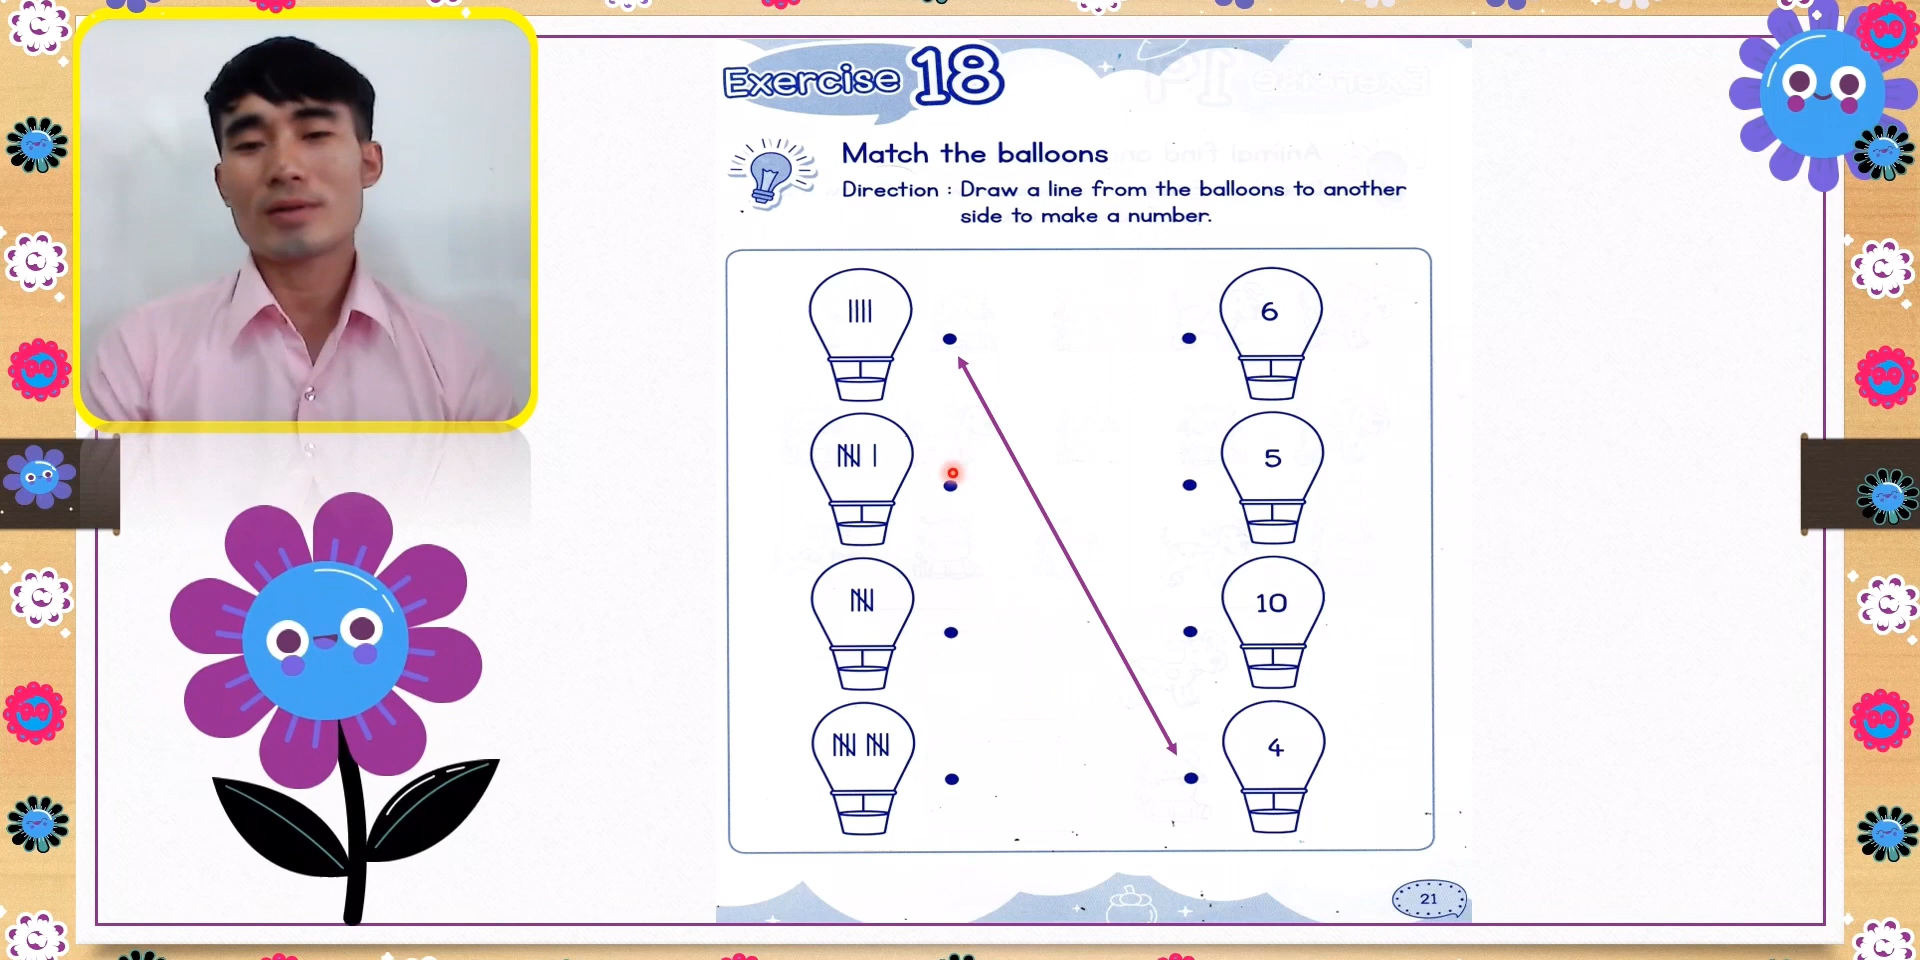 Exercise 18
Match the balloons
Direction : Draw a line from the balloons to another
side to make a number.
6
5
10
4
21